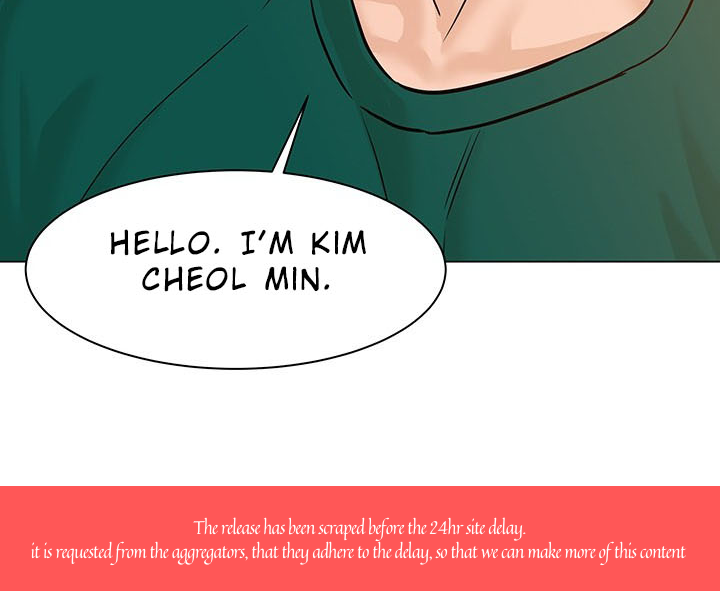 HELLO. I'M KIM
CHEOL MIN.
The release has been scraped before the 24hr site delay.
it is requested from the aggregators, that they adhere to the delay, so that we can make more of this content